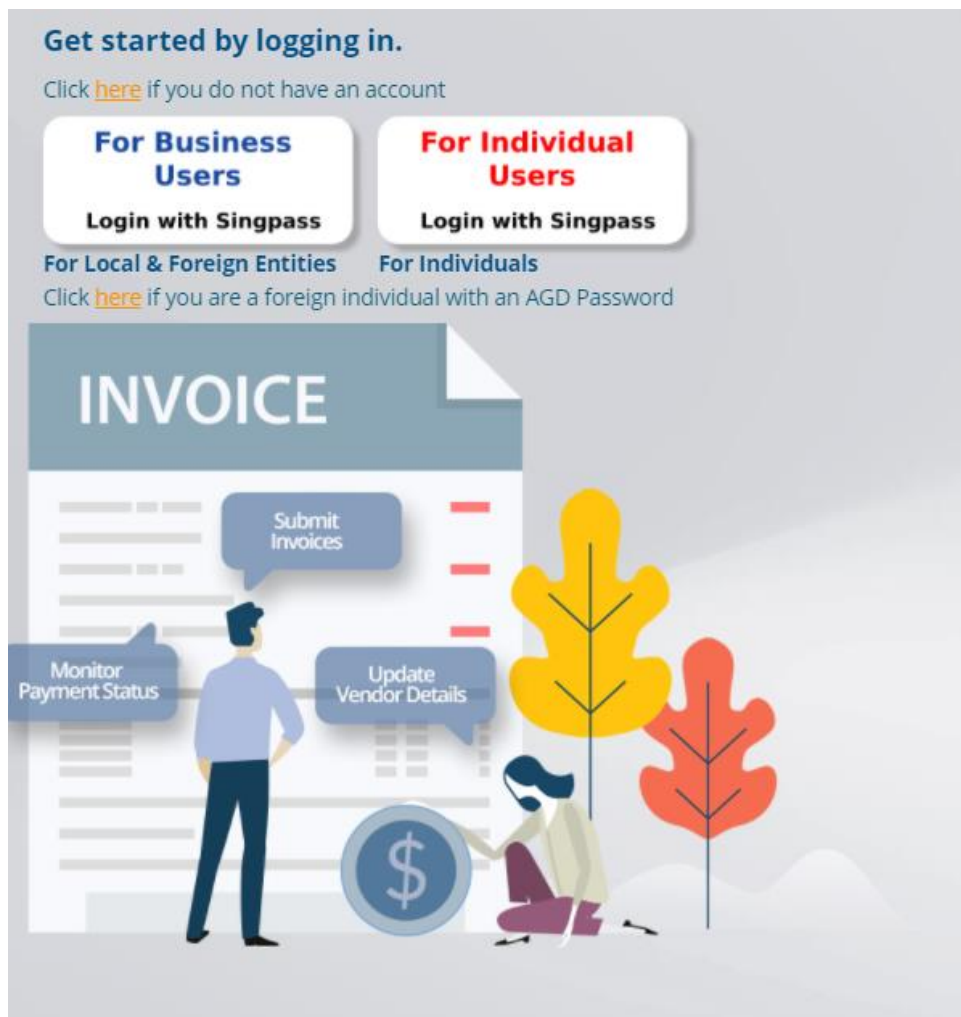 Get started by logging in.
Click here if you do not have an account
For Business
Users
Login with Singpass
For Individual
Users
Login with Singpass
For Local & Foreign Entities
For Individuals
Click here if you are a foreign individual with an AGD Password
INVOICE
Submit
Invoices
Monitor
Payment Status
Update
Vendor Details
$